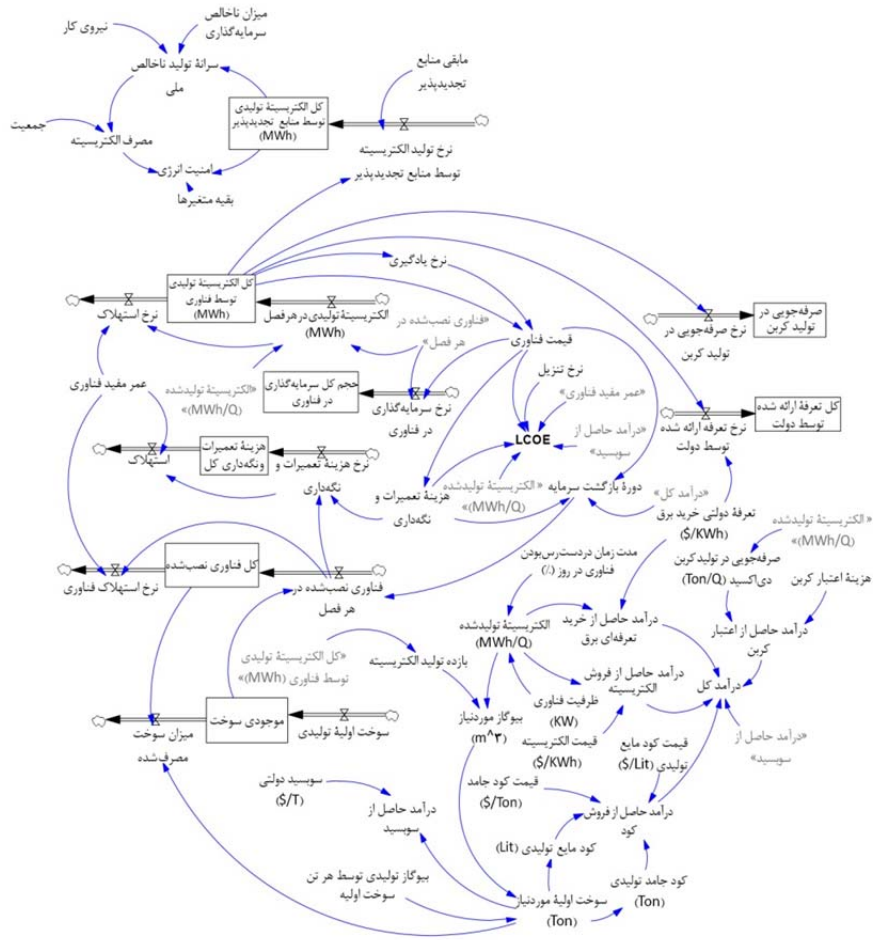 میزان ناخالص
سرمایه‌گذاری
نیروی کار
سرانهٔ تولید ناخالص
ملی
مابقی منابع
تجدیدپذیر
کل الکتریسیتهٔ تولیدی
توسط منابع تجدیدپذیر
(MWh)
جمعیت
مصرف الکتریسیته
نرخ تولید الکتریسیته
توسط منابع تجدیدپذیر
امنیت انرژی
بقیه متغیرها
نرخ یادگیری
کل الکتریسیتهٔ تولیدی
توسط فناوری
(MWh)
نرخ استهلاک
الکتریسیتهٔ تولیدی در هر فصل
(MWh)
«فناوری نصب‌شده در
هر فصل»
قیمت فناوری
صرفه‌جویی در
تولید کربن
نرخ صرفه‌جویی در
تولید کربن
عمر مفید فناوری
«الکتریسیتهٔ تولیدشده
(MWh/Q)»
حجم کل سرمایه‌گذاری
در فناوری
نرخ سرمایه‌گذاری
در فناوری
نرخ تنزیل
«عمر مفید فناوری»
کل تعرفهٔ ارائه شده
توسط دولت
نرخ تعرفه ارائه شده
توسط دولت
LCOE
«درآمد حاصل از
سوبسید»
استهلاک
هزینهٔ تعمیرات
ونگه‌داری کل
نرخ هزینهٔ تعمیرات و
نگه‌داری
هزینهٔ تعمیرات و
نگه‌داری
«الکتریسیتهٔ تولیدشده
(MWh/Q)»
دورهٔ بازگشت سرمایه
«درآمد کل»
تعرفهٔ دولتی خرید برق
($/KWh)
«الکتریسیتهٔ تولیدشده
(MWh/Q)»
کل فناوری نصب‌شده
نرخ استهلاک فناوری
فناوری نصب‌شده در
هر فصل
مدت زمان دردسترس‌بودن
فناوری در روز (٪)
صرفه‌جویی در تولید کربن
دی‌اکسید (Ton/Q)
هزینهٔ اعتبار کربن
الکتریسیتهٔ تولیدشده
(MWh/Q)
درآمد حاصل از خرید
تعرفه‌ای برق
درآمد حاصل از اعتبار
کربن
«کل الکتریسیتهٔ تولیدی
توسط فناوری (MWh)»
بازده تولید الکتریسیته
درآمد حاصل از فروش
الکتریسیته
درآمد کل
ظرفیت فناوری
(KW)
موجودی سوخت
میزان سوخت
مصرف‌شده
سوخت اولیهٔ تولیدی
بیوگاز موردنیاز
(m^۳)
قیمت الکتریسیته
($/KWh)
قیمت کود مایع
تولیدی ($/Lit)
«درآمد حاصل از
سوبسید»
سوبسید دولتی
($/T)
قیمت کود جامد
($/Ton)
درآمد حاصل از
سوبسید
درآمد حاصل از فروش
کود
کود مایع تولیدی (Lit)
بیوگاز تولیدی توسط هر تن
سوخت اولیه
سوخت اولیهٔ موردنیاز
(Ton)
کود جامد تولیدی
(Ton)